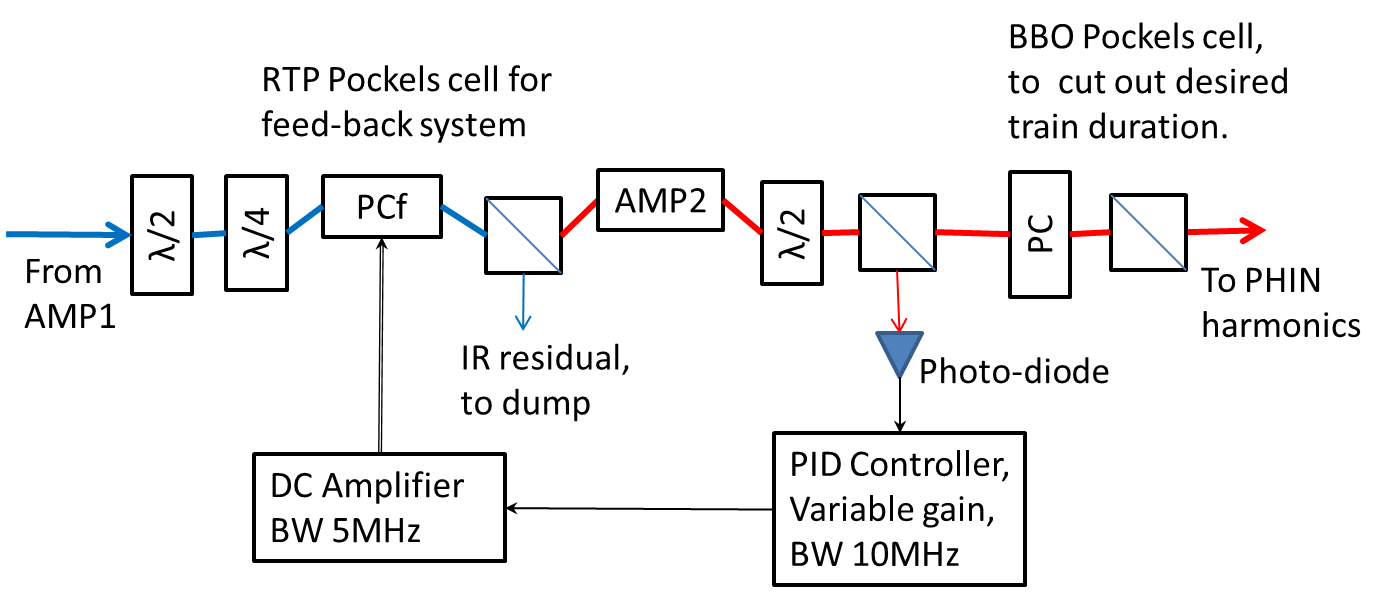 RTP Pockels cell for
feed-back system
BBO Pockels cell,
to cut out desired
train duration.
From
AMP1
λ/2
λ/4
PCf
AMP2
λ/2
PC
To PHIN
harmonics
IR residual,
to dump
Photo-diode
DC Amplifier
BW 5MHz
PID Controller,
Variable gain,
BW 10MHz